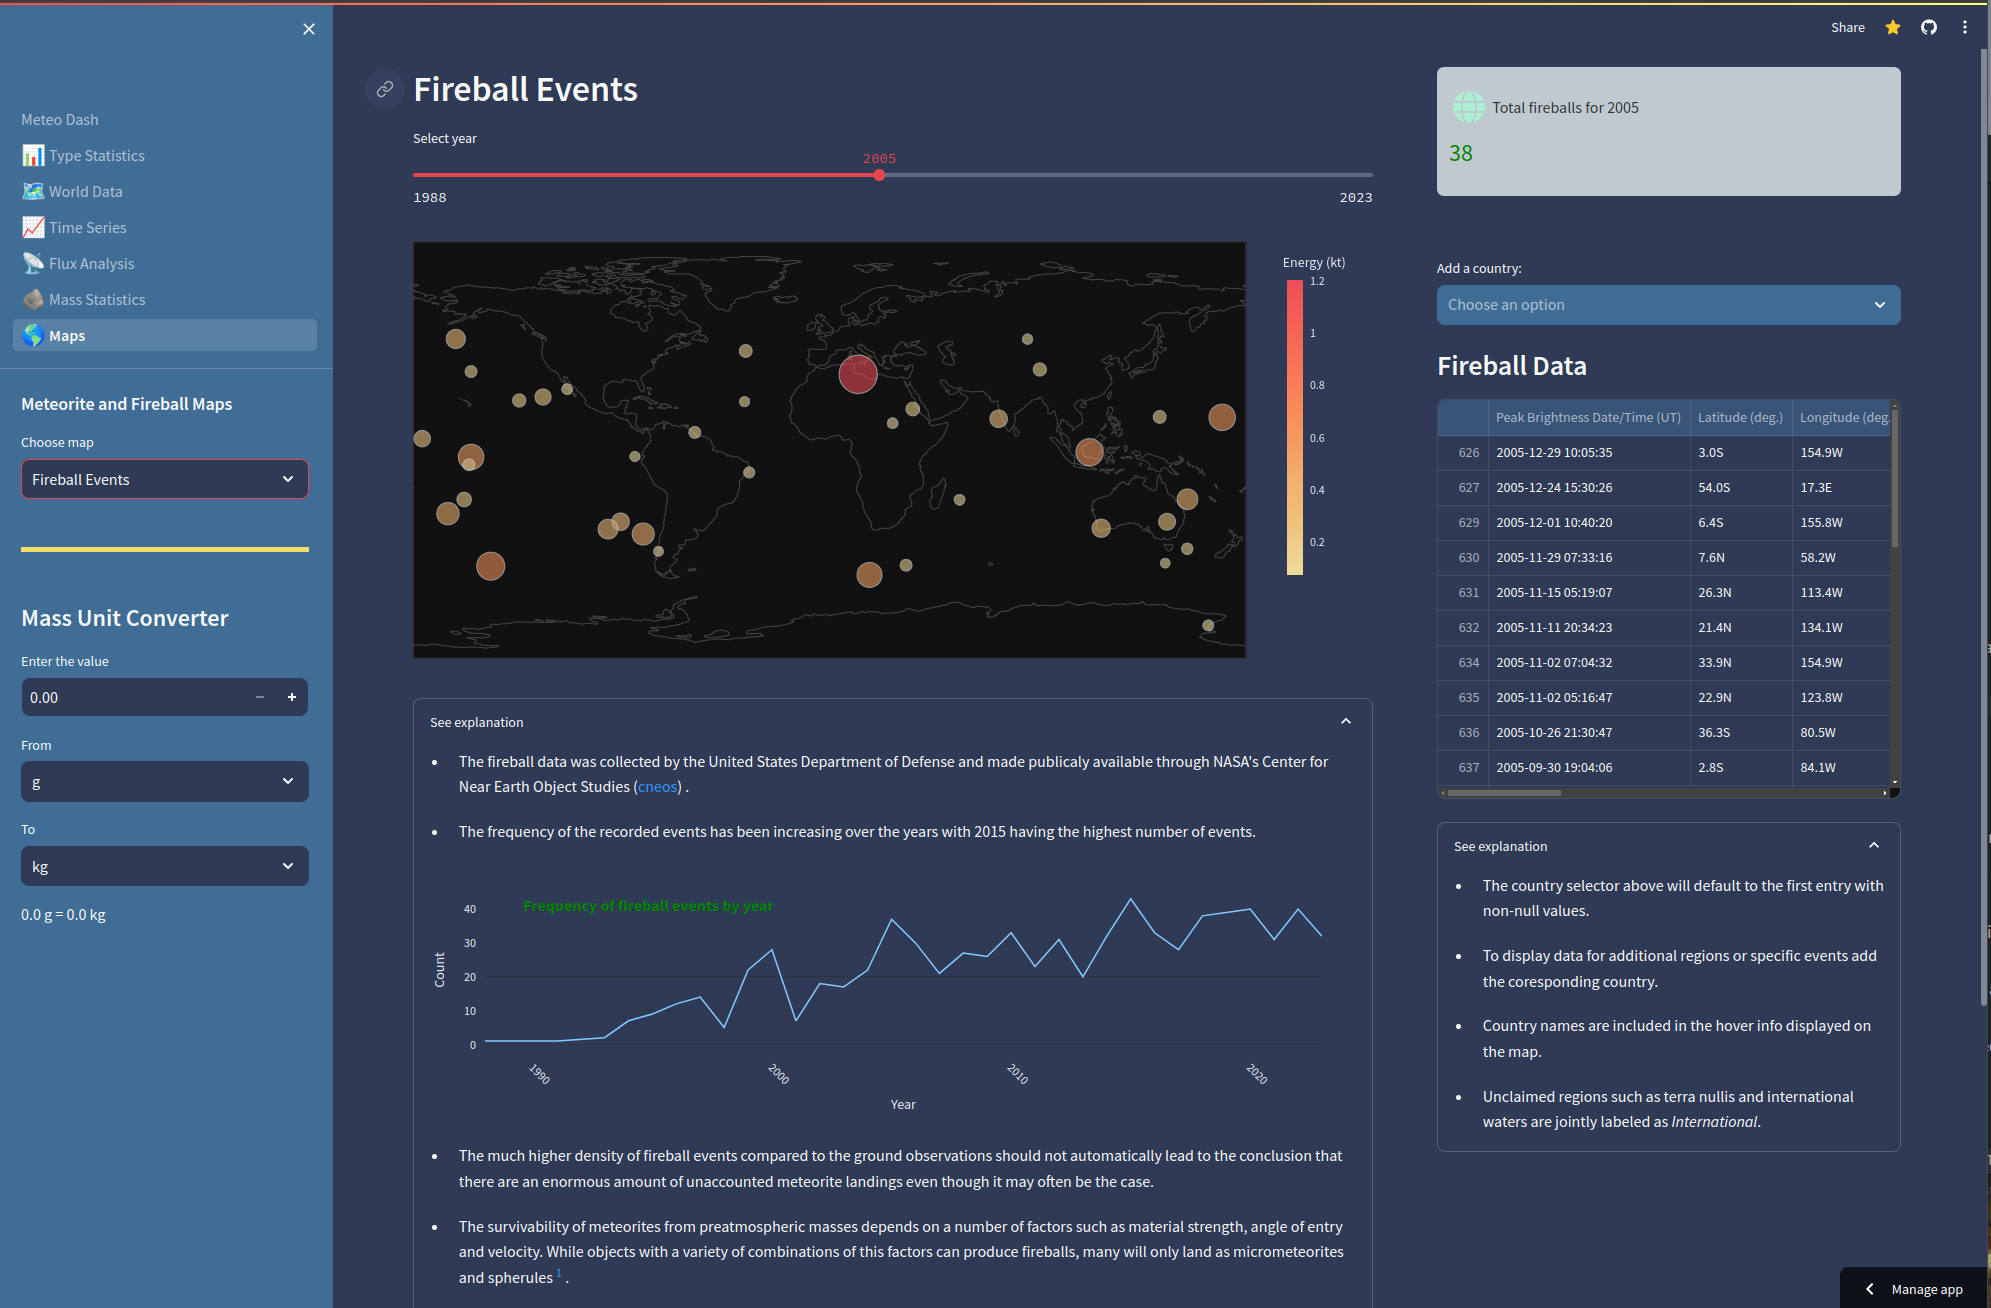 Share
Meteo Dash
Type Statistics
World Data
Time Series
Flux Analysis
Mass Statistics
Maps
Meteorite and Fireball Maps
Choose map
Fireball Events
Mass Unit Converter
Enter the value
0.00
From
g
To
kg
0.0 g = 0.0 kg
Fireball Events
Select year
2005
1988
2023
Energy (kt)
1.2
1
0.8
0.6
0.4
0.2
See explanation
The fireball data was collected by the United States Department of Defense and made publicaly available through NASA's Center for
Near Earth Object Studies (cneos) .
The frequency of the recorded events has been increasing over the years with 2015 having the highest number of events.
Frequency of fireball events by year
40
30
20
10
0
Count
1990
2000
2010
2020
Year
The much higher density of fireball events compared to the ground observations should not automatically lead to the conclusion that
there are an enormous amount of unaccounted meteorite landings even though it may often be the case.
The survivability of meteorites from preatmospheric masses depends on a number of factors such as material strength, angle of entry
and velocity. While objects with a variety of combinations of this factors can produce fireballs, many will only land as micrometeorites
and spherules 1 .
Total fireballs for 2005
38
Add a country:
Choose an option
Fireball Data
Peak Brightness Date/Time (UT) Latitude (deg.) Longitude (deg.
626 2005-12-29 10:05:35 3.0S 154.9W
627 2005-12-24 15:30:26 54.0S 17.3E
629 2005-12-01 10:40:20 6.4S 155.8W
630 2005-11-29 07:33:16 7.6N 58.2W
631 2005-11-15 05:19:07 26.3N 113.4W
632 2005-11-11 20:34:23 21.4N 134.1W
634 2005-11-02 07:04:32 33.9N 154.9W
635 2005-11-02 05:16:47 22.9N 123.8W
636 2005-10-26 21:30:47 36.3S 80.5W
637 2005-09-30 19:04:06 2.8S 84.1W
See explanation
The country selector above will default to the first entry with
non-null values.
To display data for additional regions or specific events add
the coresponding country.
Country names are included in the hover info displayed on
the map.
Unclaimed regions such as terra nullis and international
waters are jointly labeled as International.
Manage app